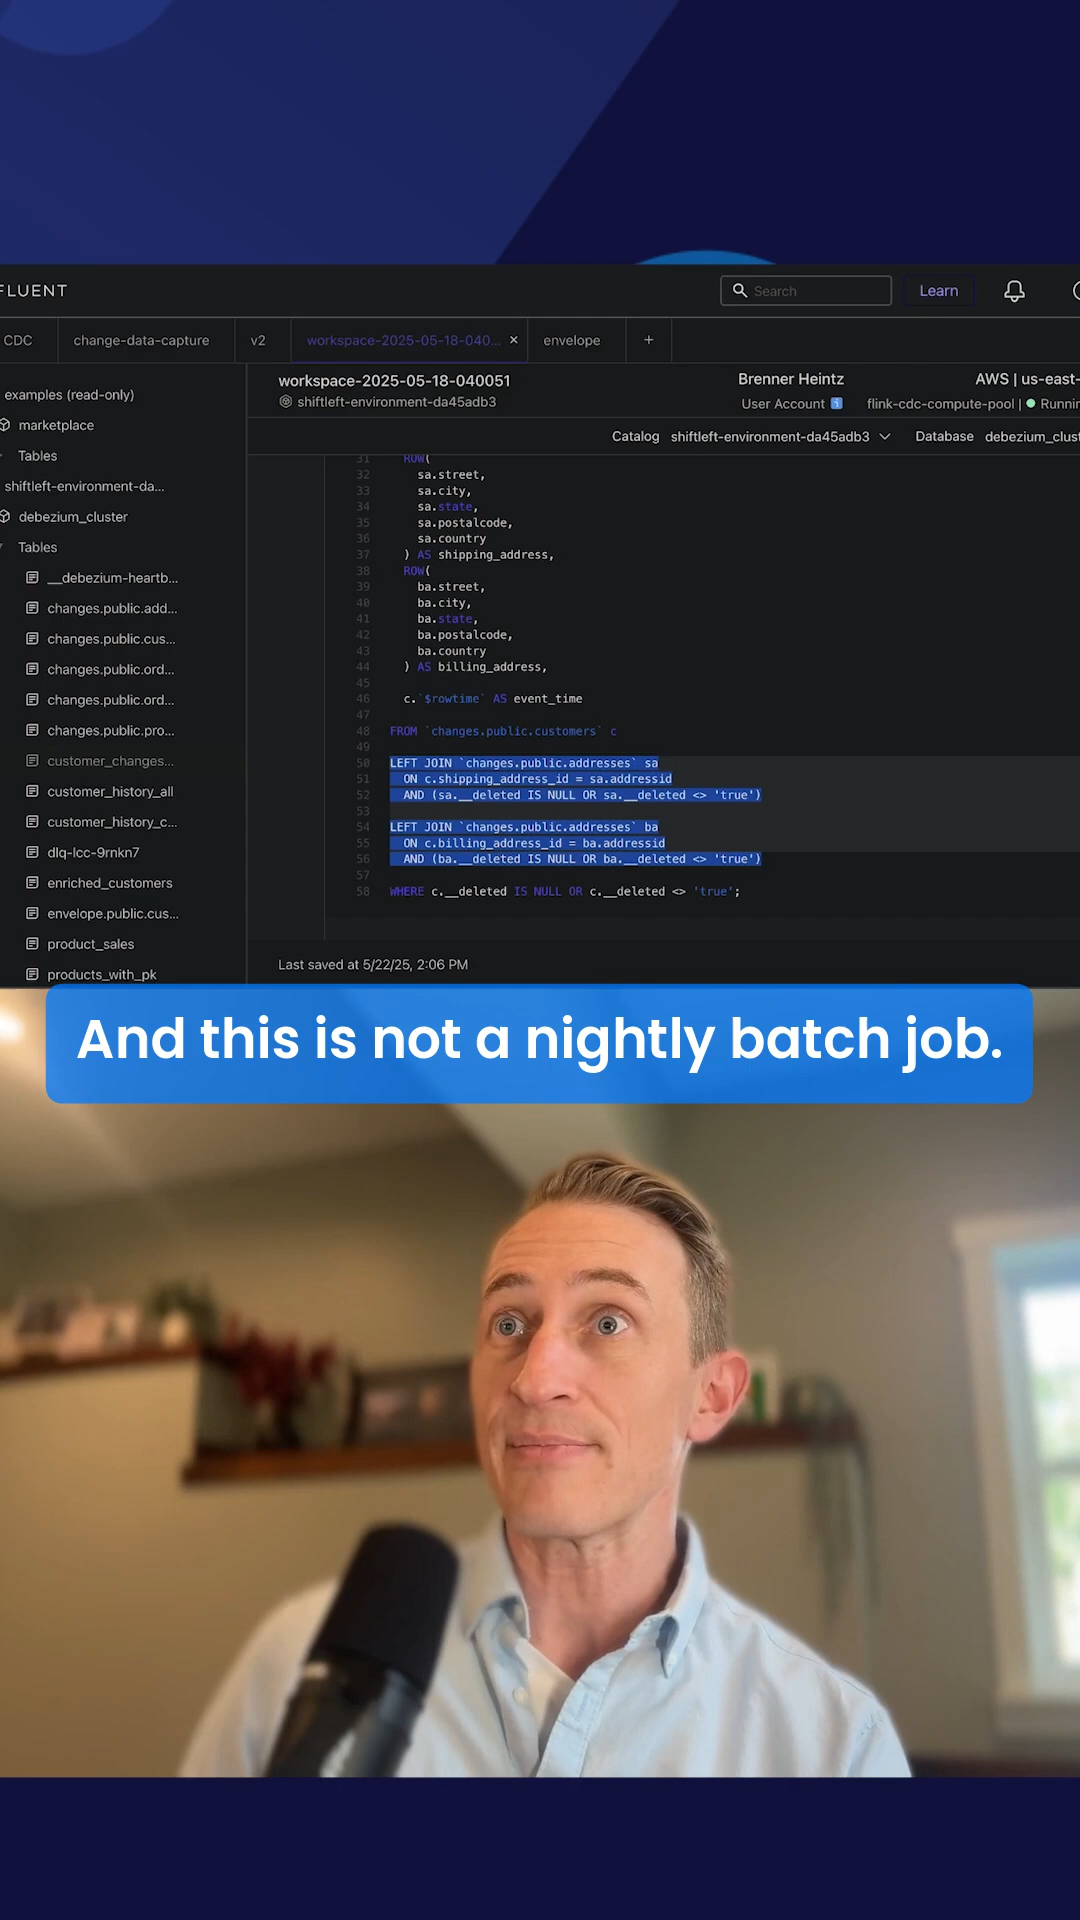 FLUENT
Search
Learn
CDC
change-data-capture
v2
workspace-2025-05-18-040...
envelope
+
examples (read-only)
marketplace
Tables
shiftleft-environment-da...
debezium_cluster
Tables
__debezium-heartb...
changes.public.add...
changes.public.cus...
changes.public.ord...
changes.public.ord...
changes.public.pro...
customer_changes...
customer_history_all
customer_history_c...
dlq-lcc-9rnkn7
enriched_customers
envelope.public.cus...
product_sales
products_with_pk
workspace-2025-05-18-040051
shiftleft-environment-da45adb3
Brenner Heintz
User Account
AWS | us-east-
flink-cdc-compute-pool | Runnin
Catalog shiftleft-environment-da45adb3
Database debezium_clust
31 ROW(
32 sa.street,
33 sa.city,
34 sa.state,
35 sa.postalcode,
36 sa.country
37 ) AS shipping_address,
38 ROW(
39 ba.street,
40 ba.city,
41 ba.state,
42 ba.postalcode,
43 ba.country
44 ) AS billing_address,
45
46 c.`$rowtime` AS event_time
47
48 FROM `changes.public.customers` c
49
50 LEFT JOIN `changes.public.addresses` sa
51 ON c.shipping_address_id = sa.addressid
52 AND (sa.__deleted IS NULL OR sa.__deleted <> 'true')
53
54 LEFT JOIN `changes.public.addresses` ba
55 ON c.billing_address_id = ba.addressid
56 AND (ba.__deleted IS NULL OR ba.__deleted <> 'true')
57
58 WHERE c.__deleted IS NULL OR c.__deleted <> 'true';
Last saved at 5/22/25, 2:06 PM
And this is not a nightly batch job.